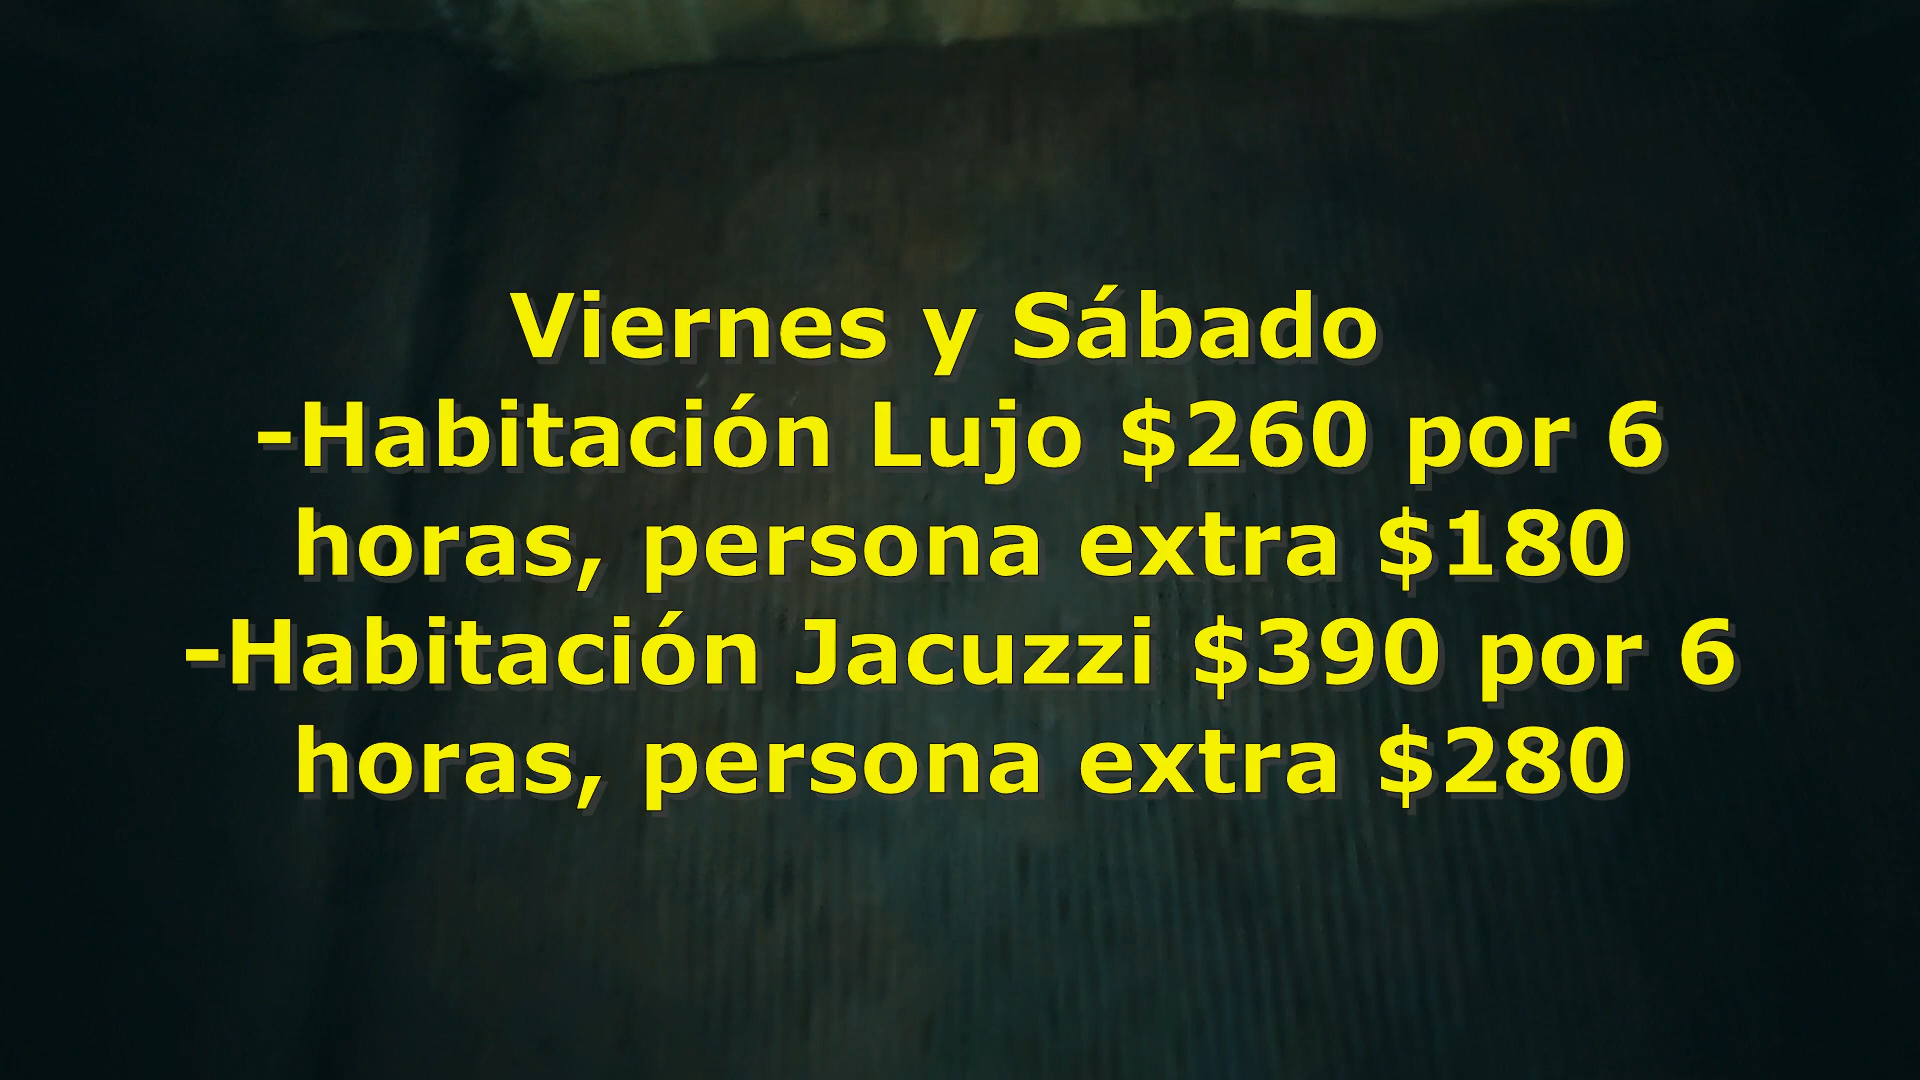 Viernes y Sábado
-Habitación Lujo $260 por 6
horas, persona extra $180
-Habitación Jacuzzi $390 por 6
horas, persona extra $280